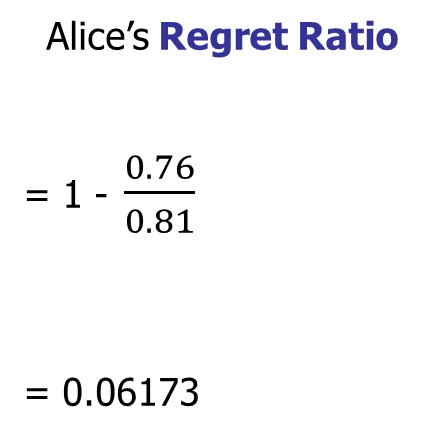 Alice’s Regret Ratio
= 1 - 0.76/0.81
= 0.06173